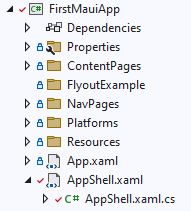 C# FirstMauiApp
Dependencies
Properties
ContentPages
FlyoutExample
NavPages
Platforms
Resources
App.xaml
AppShell.xaml
C# AppShell.xaml.cs